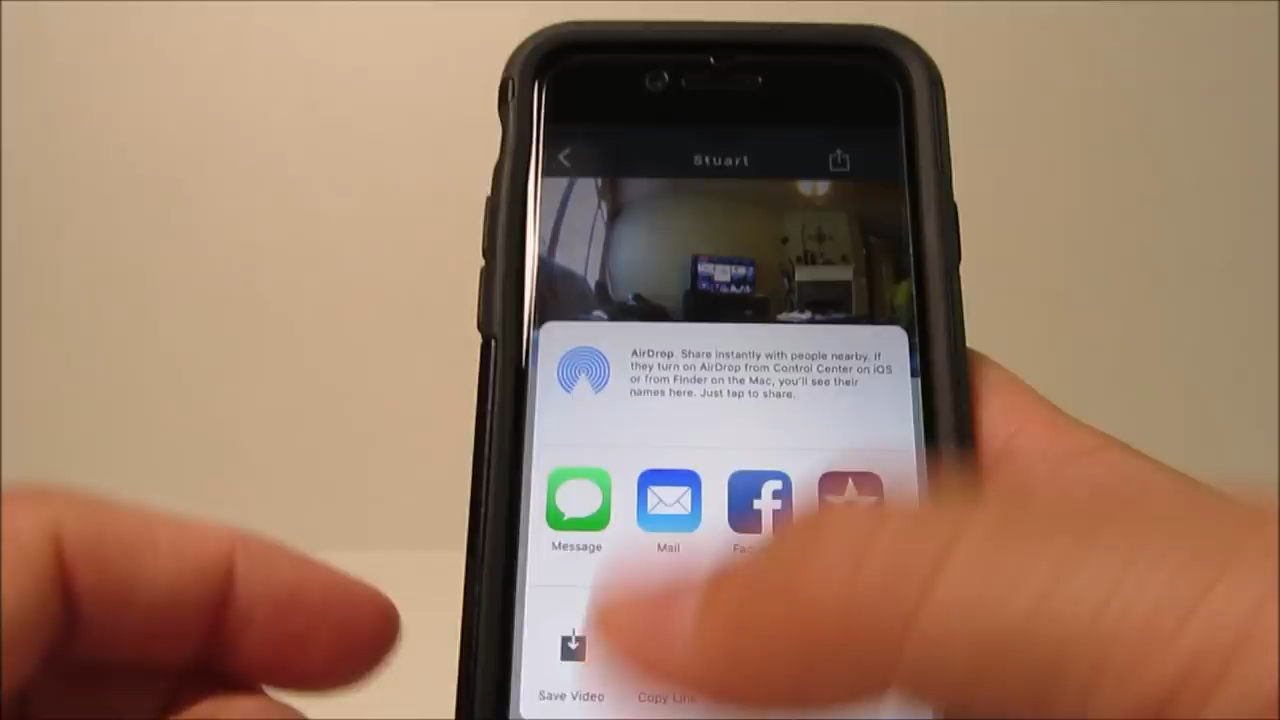 Stuart
AirDrop. Share instantly with people nearby. If
they turn on AirDrop from Control Center on iOS
or from Finder on the Mac, you'll see their
names here. Just tap to share.
Message Mail
Save Video Copy